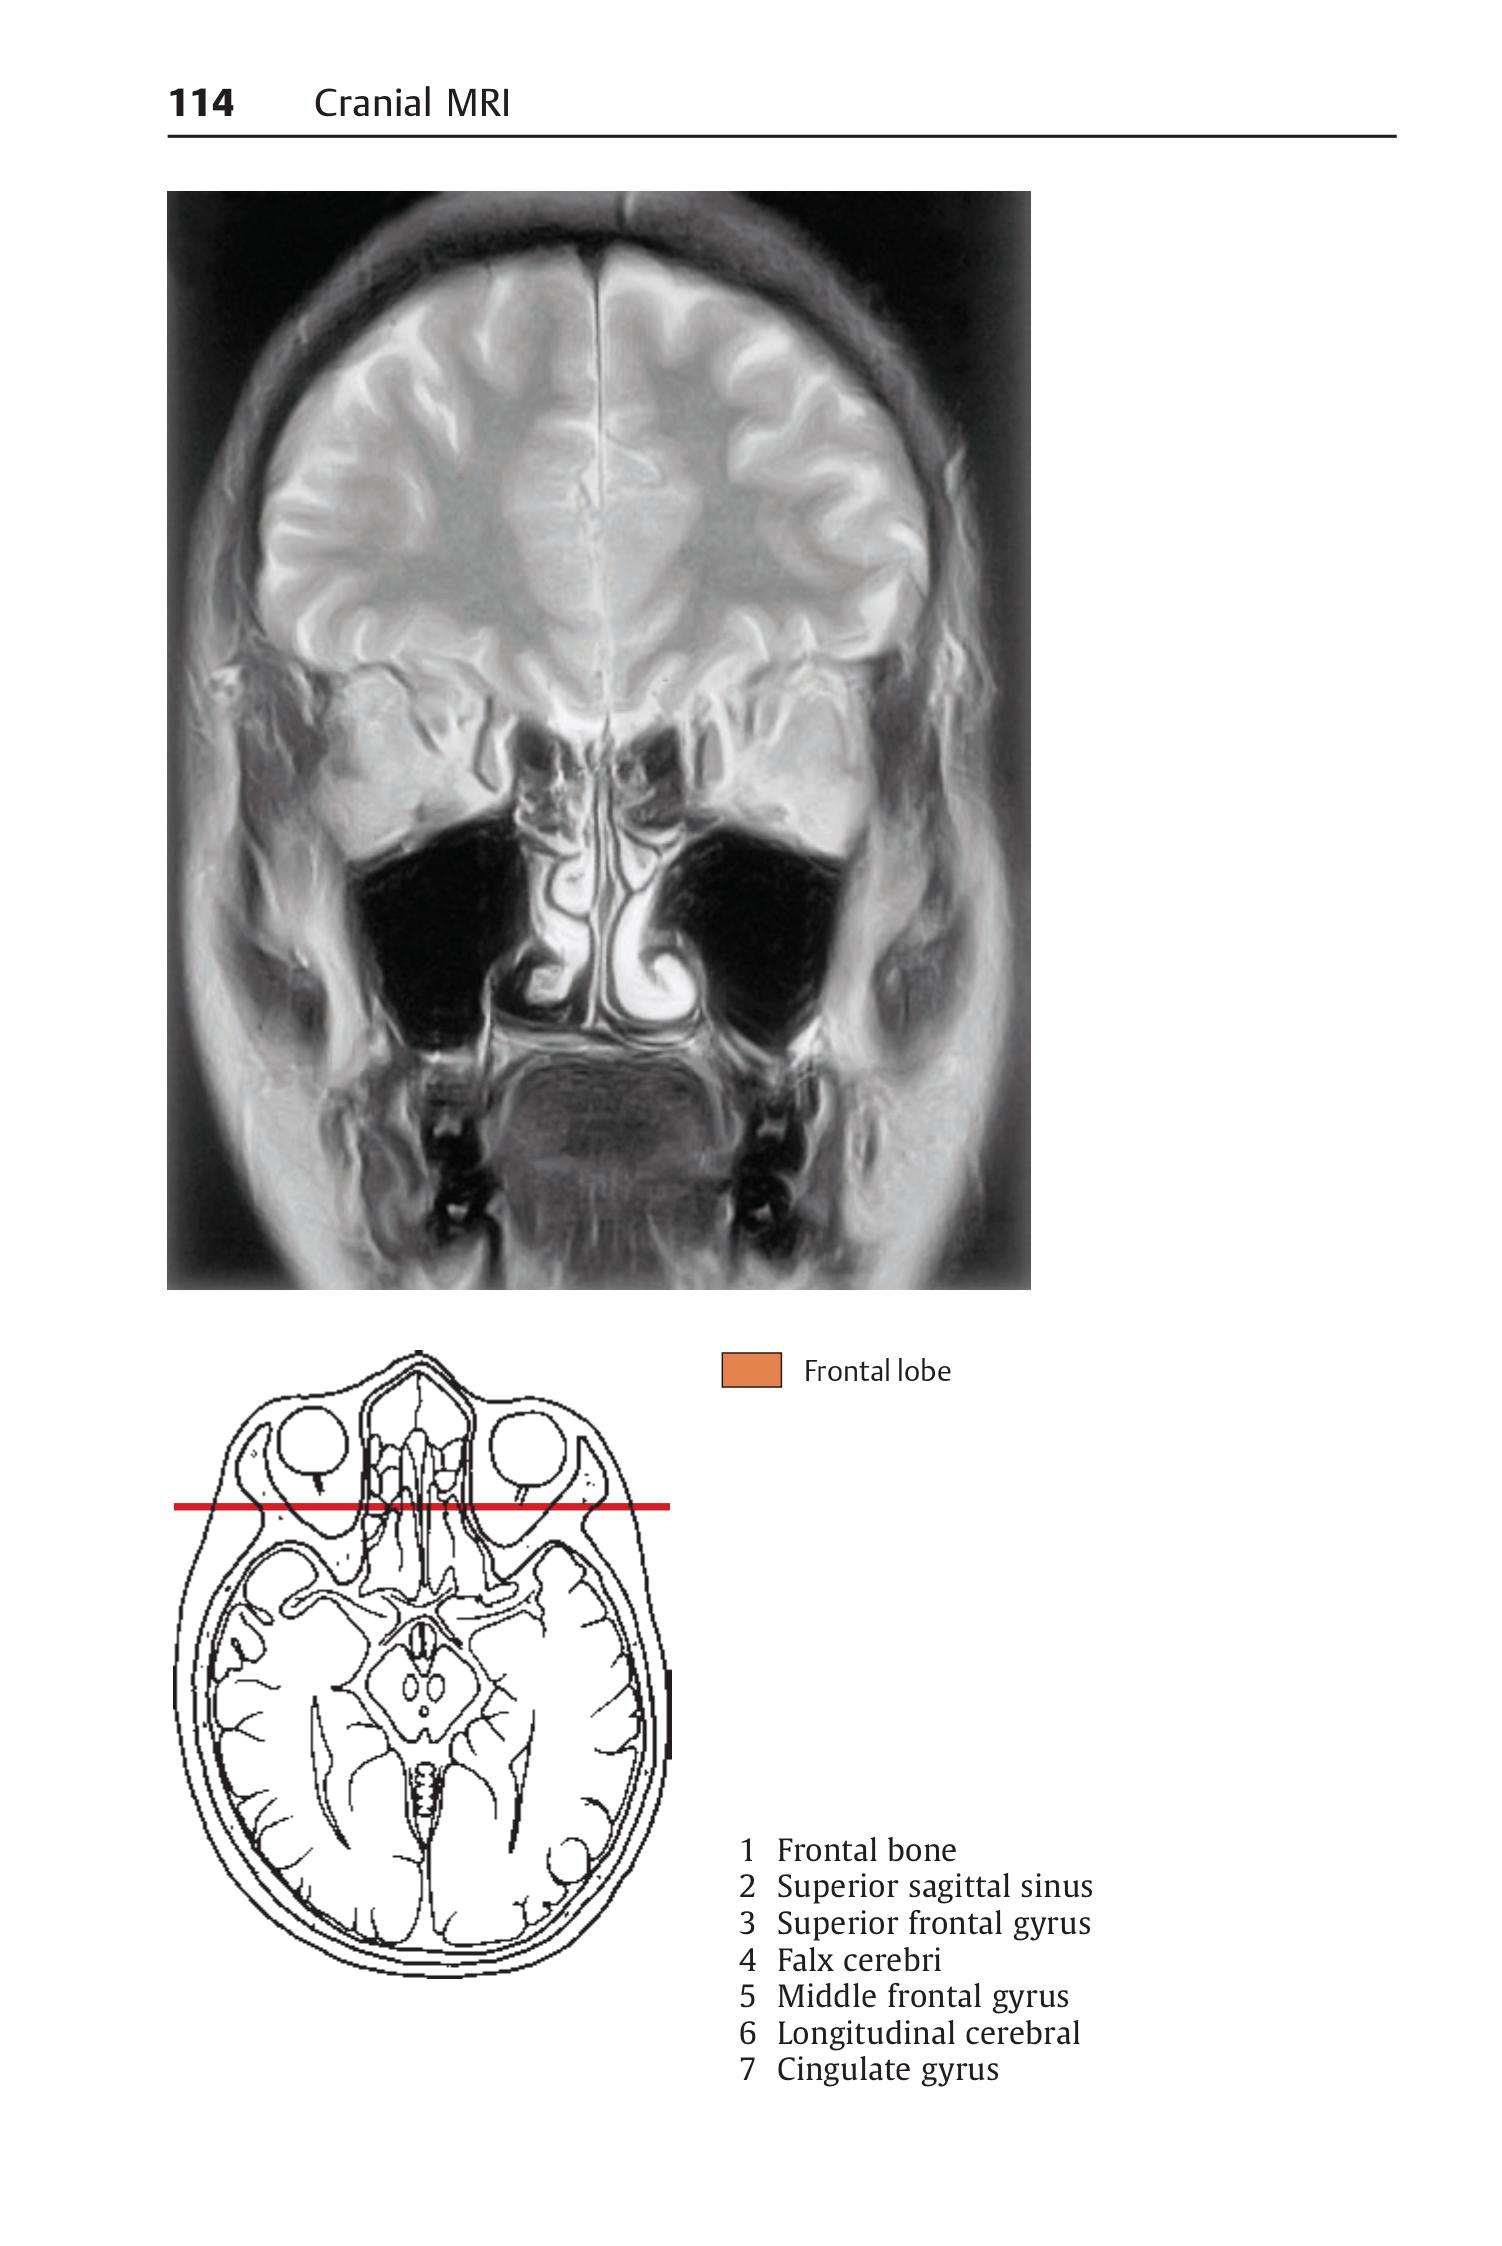 114 Cranial MRI
Frontal lobe
1 Frontal bone
2 Superior sagittal sinus
3 Superior frontal gyrus
4 Falx cerebri
5 Middle frontal gyrus
6 Longitudinal cerebral
7 Cingulate gyrus